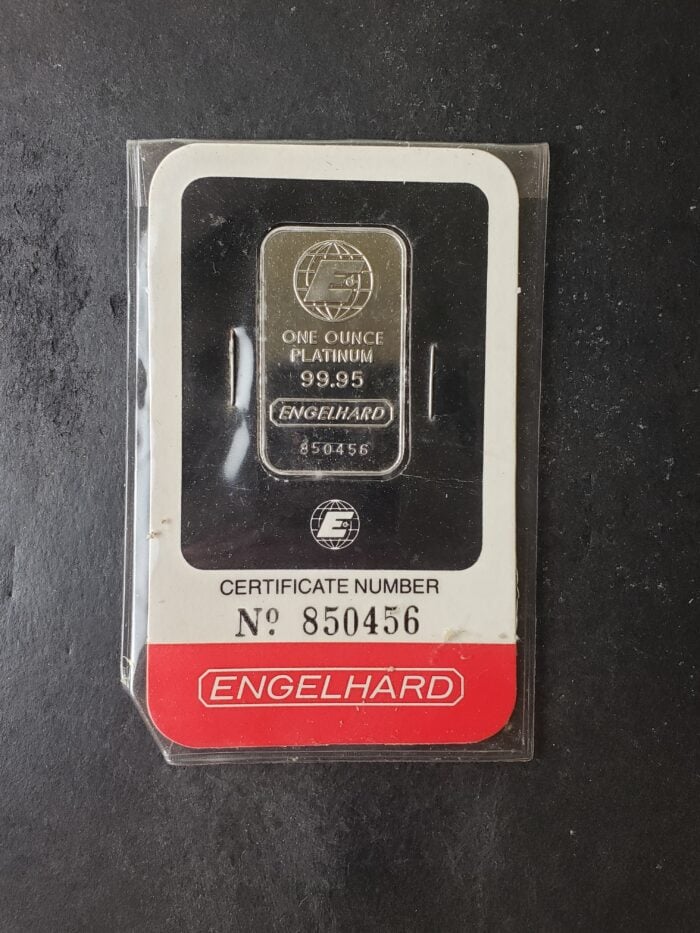 E
ONE OUNCE
PLATINUM
99.95
ENGELHARD
850456
E
CERTIFICATE NUMBER
Nº 850456
ENGELHARD